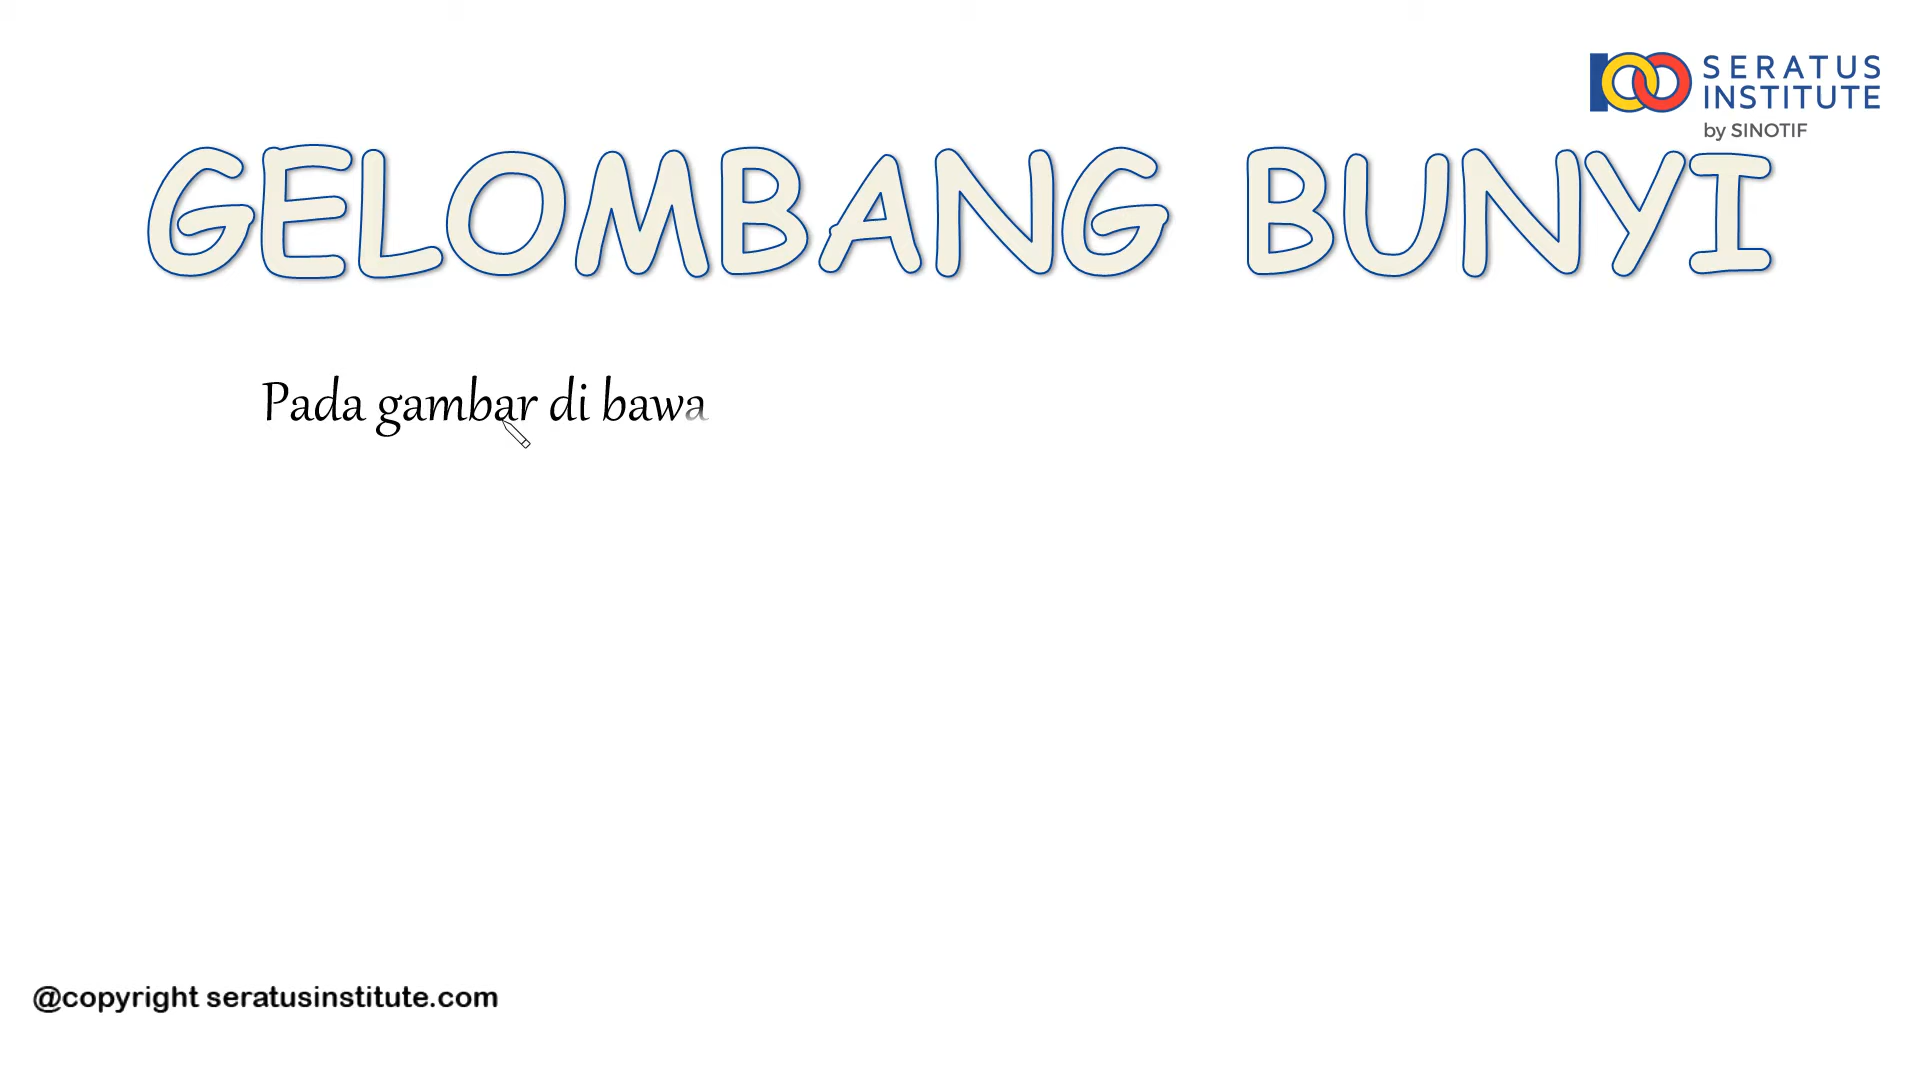 SERATUS
INSTITUTE
by SINOTIF
GELOMBANG BUNYI
Pada gambar di bawa
@copyright seratusinstitute.com